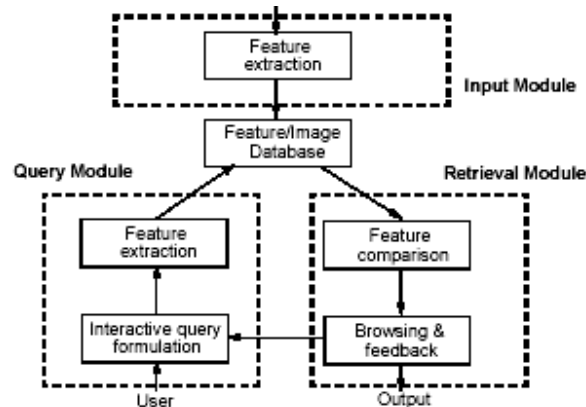 Feature
extraction
Input Module
Feature/Image
Database
Query Module
Retrieval Module
Feature
extraction
Feature
comparison
Interactive query
formulation
Browsing &
feedback
User
Output